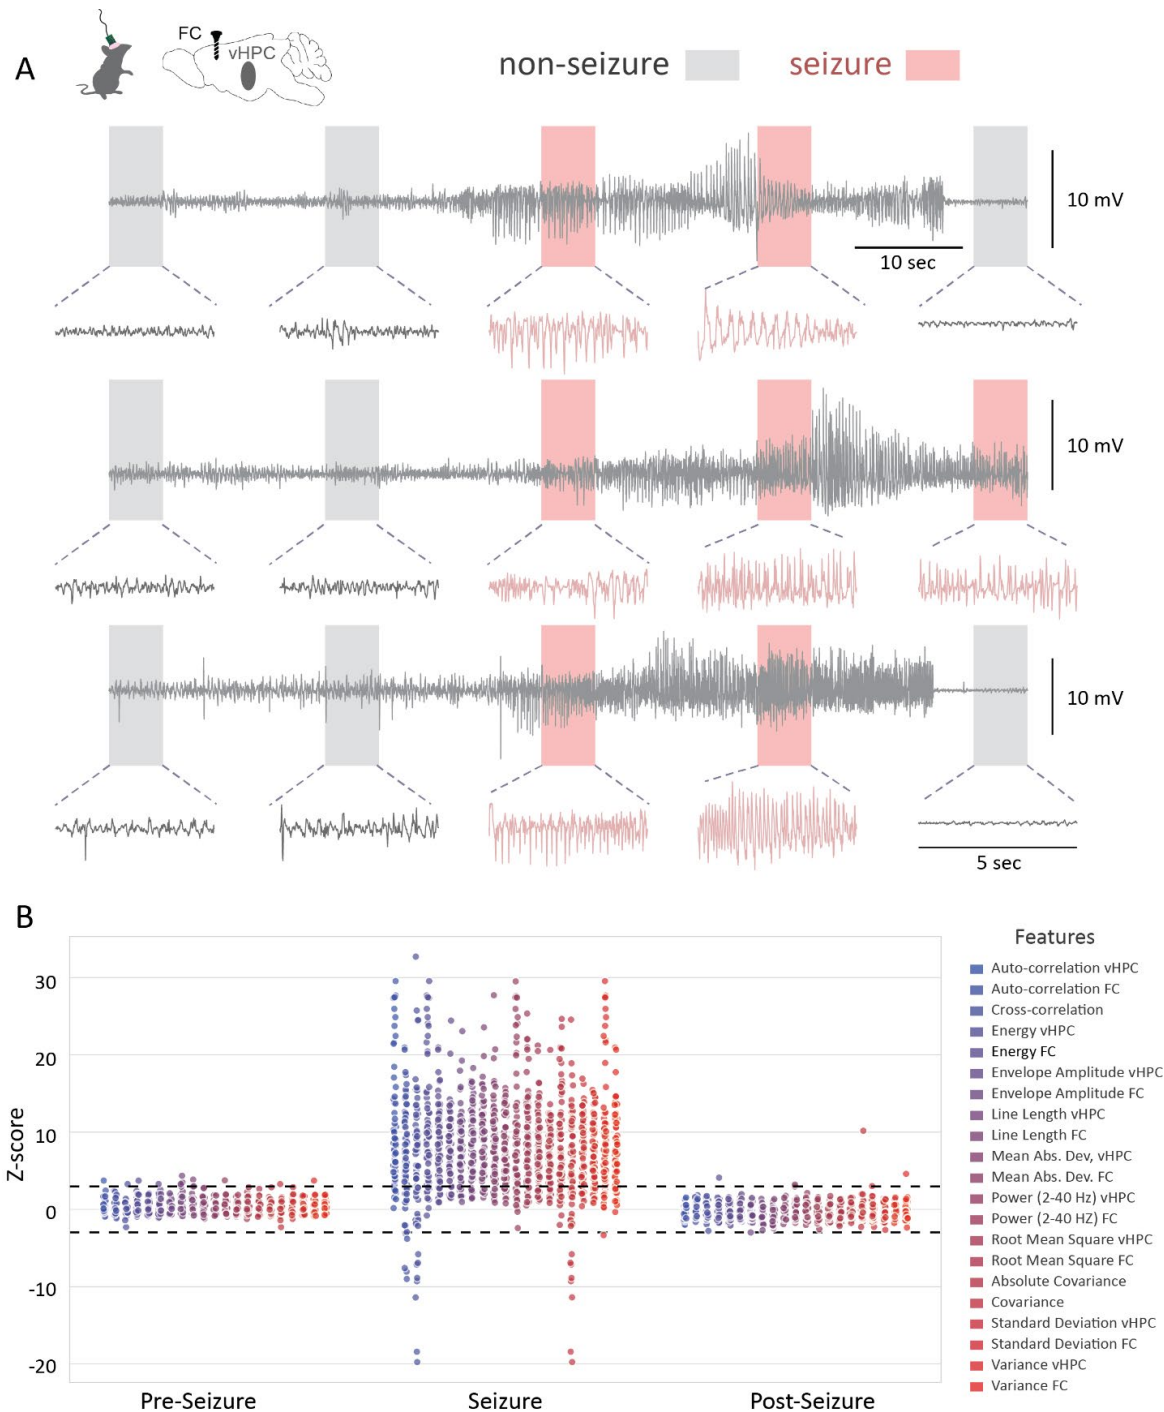 A
FC
vHPC
non-seizure
seizure
10 mV
10 sec
10 mV
10 mV
5 sec
B
Z-score
30
20
10
0
-10
-20
Pre-Seizure
Seizure
Post-Seizure
Features
Auto-correlation vHPC
Auto-correlation FC
Cross-correlation
Energy vHPC
Energy FC
Envelope Amplitude vHPC
Envelope Amplitude FC
Line Length vHPC
Line Length FC
Mean Abs. Dev, vHPC
Mean Abs. Dev. FC
Power (2-40 Hz) vHPC
Power (2-40 HZ) FC
Root Mean Square vHPC
Root Mean Square FC
Absolute Covariance
Covariance
Standard Deviation vHPC
Standard Deviation FC
Variance vHPC
Variance FC